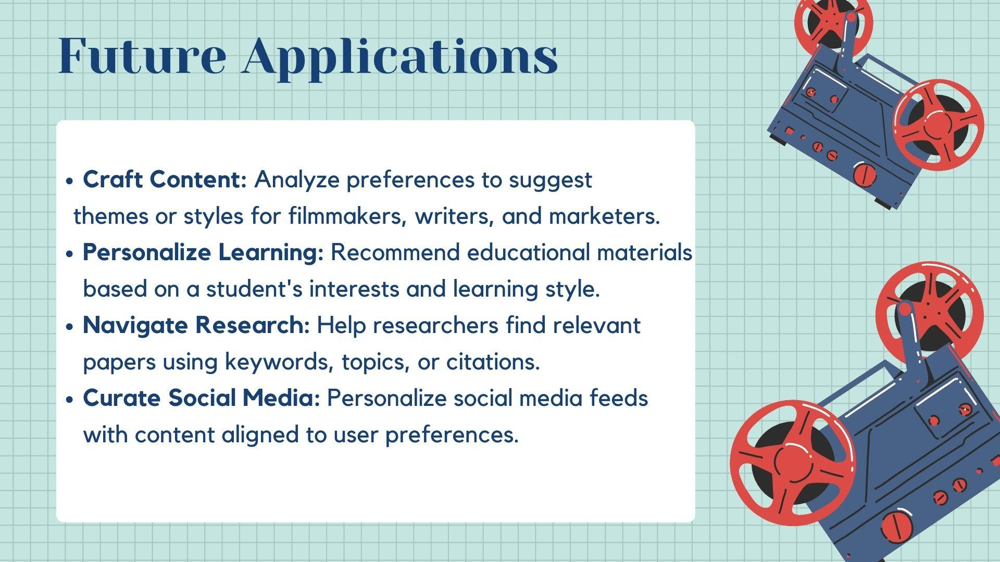 Future Applications
• Craft Content: Analyze preferences to suggest
themes or styles for filmmakers, writers, and marketers.
• Personalize Learning: Recommend educational materials
based on a student's interests and learning style.
• Navigate Research: Help researchers find relevant
papers using keywords, topics, or citations.
• Curate Social Media: Personalize social media feeds
with content aligned to user preferences.